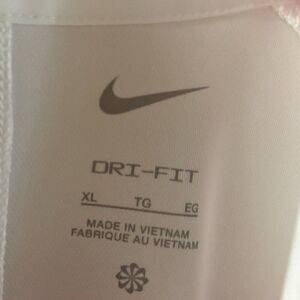 DRI-FIT
XL TG EG
MADE IN VIETNAM
FABRIQUE AU VIETNAM